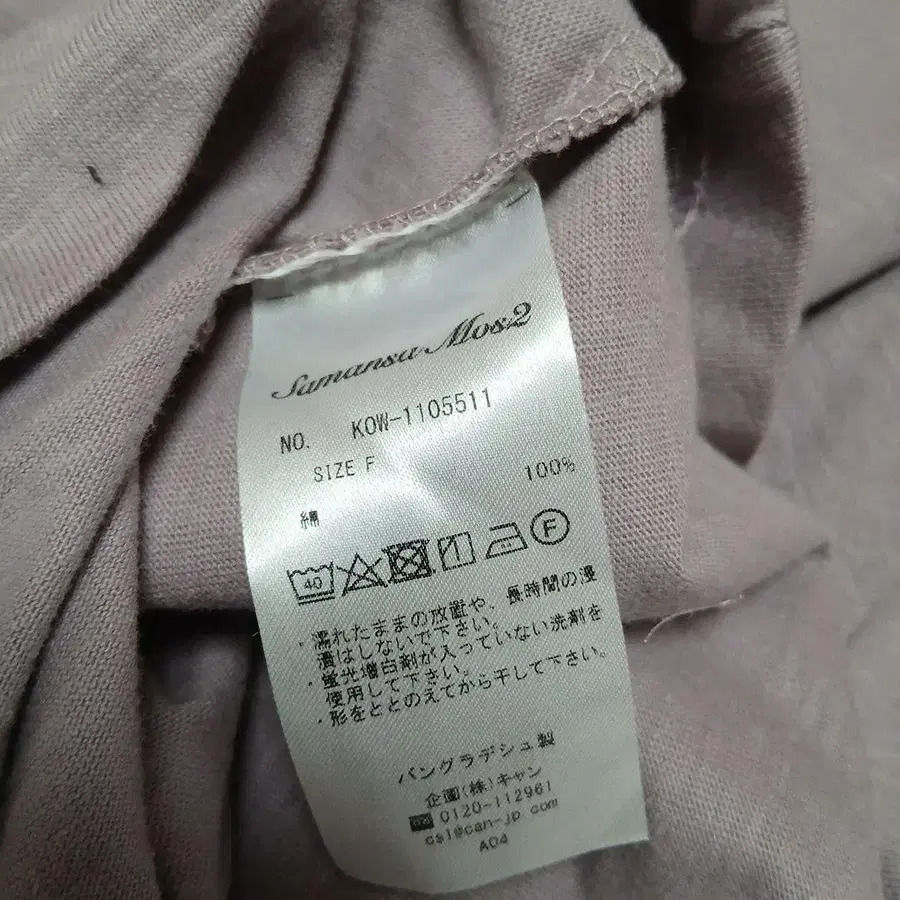 Samansa Mos2
NO. KOW-1105511
SIZE F
綿 100%
40 F
・濡れたままの放置や、長時間の浸
漬はしないで下さい。
・蛍光増白剤が入っていない洗剤を
使用して下さい。
・形をととのえてから干して下さい。
バングラデシュ製
企画(株)キャン
0120-112961
csl@can-jp com
A04